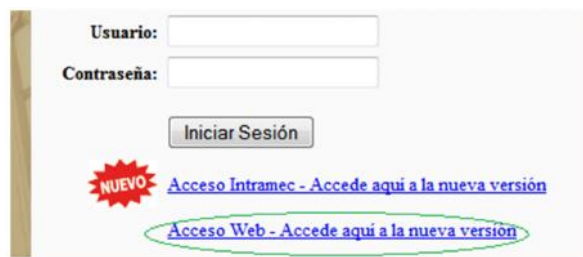 Usuario:
Contraseña:
Iniciar Sesión
NUEVO Acceso Intramec - Accede aquí a la nueva versión
Acceso Web - Accede aquí a la nueva versión